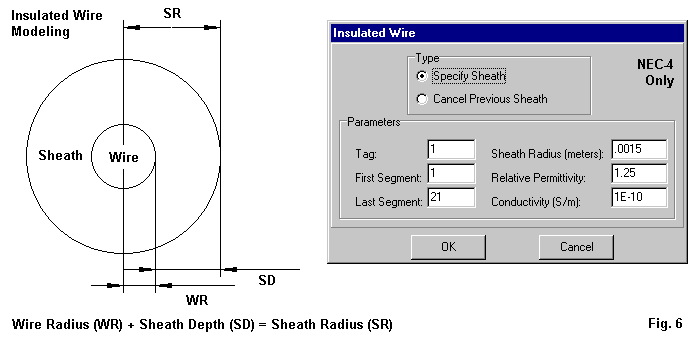 Insulated Wire
Modeling
SR
Sheath
Wire
SD
WR
Wire Radius (WR) + Sheath Depth (SD) = Sheath Radius (SR)
Insulated Wire
Type
Specify Sheath
Cancel Previous Sheath
NEC-4
Only
Parameters
Tag: 1 Sheath Radius (meters): .0015
First Segment: 1 Relative Permittivity: 1.25
Last Segment: 21 Conductivity (S/m): 1E-10
OK Cancel
Fig. 6